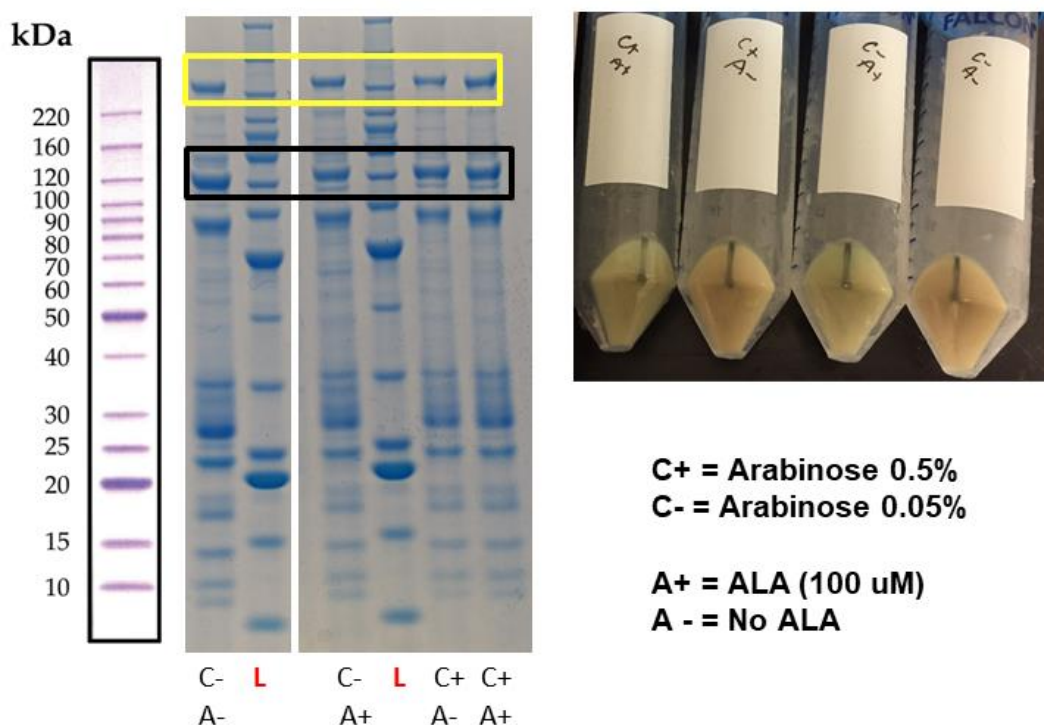 kDa
220
160
120
100
90
80
70
60
50
40
30
25
20
15
10
C- L C- L C+ C+
A- A+ A- A+
FALCON
C+
A+
C+
A-
C-
A+
C-
A-
C+ = Arabinose 0.5%
C- = Arabinose 0.05%
A+ = ALA (100 uM)
A - = No ALA